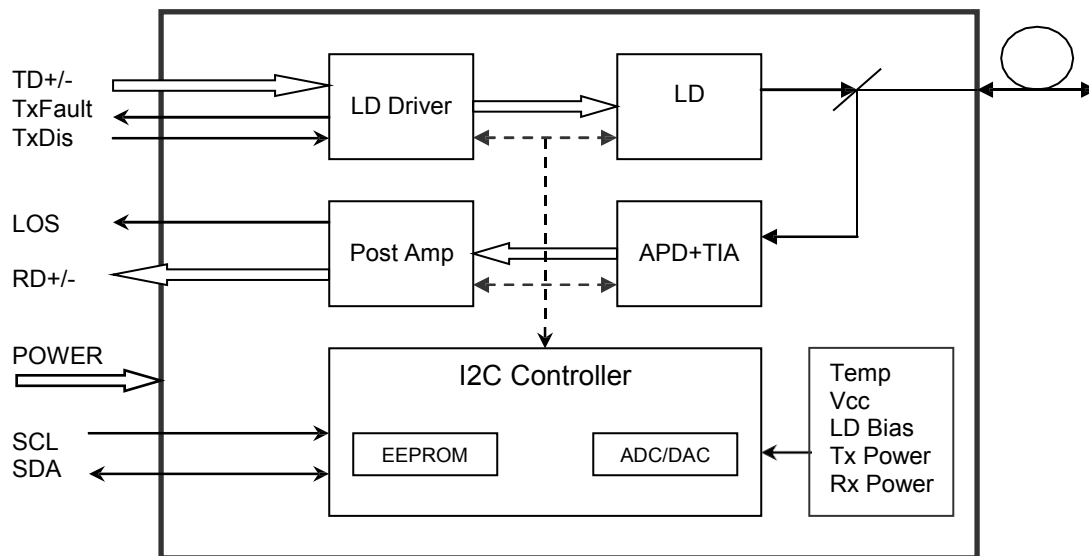 TD+/-
TxFault
TxDis
LD Driver
LD
LOS
RD+/-
Post Amp
APD+TIA
POWER
SCL
SDA
I2C Controller
EEPROM
ADC/DAC
Temp
Vcc
LD Bias
Tx Power
Rx Power